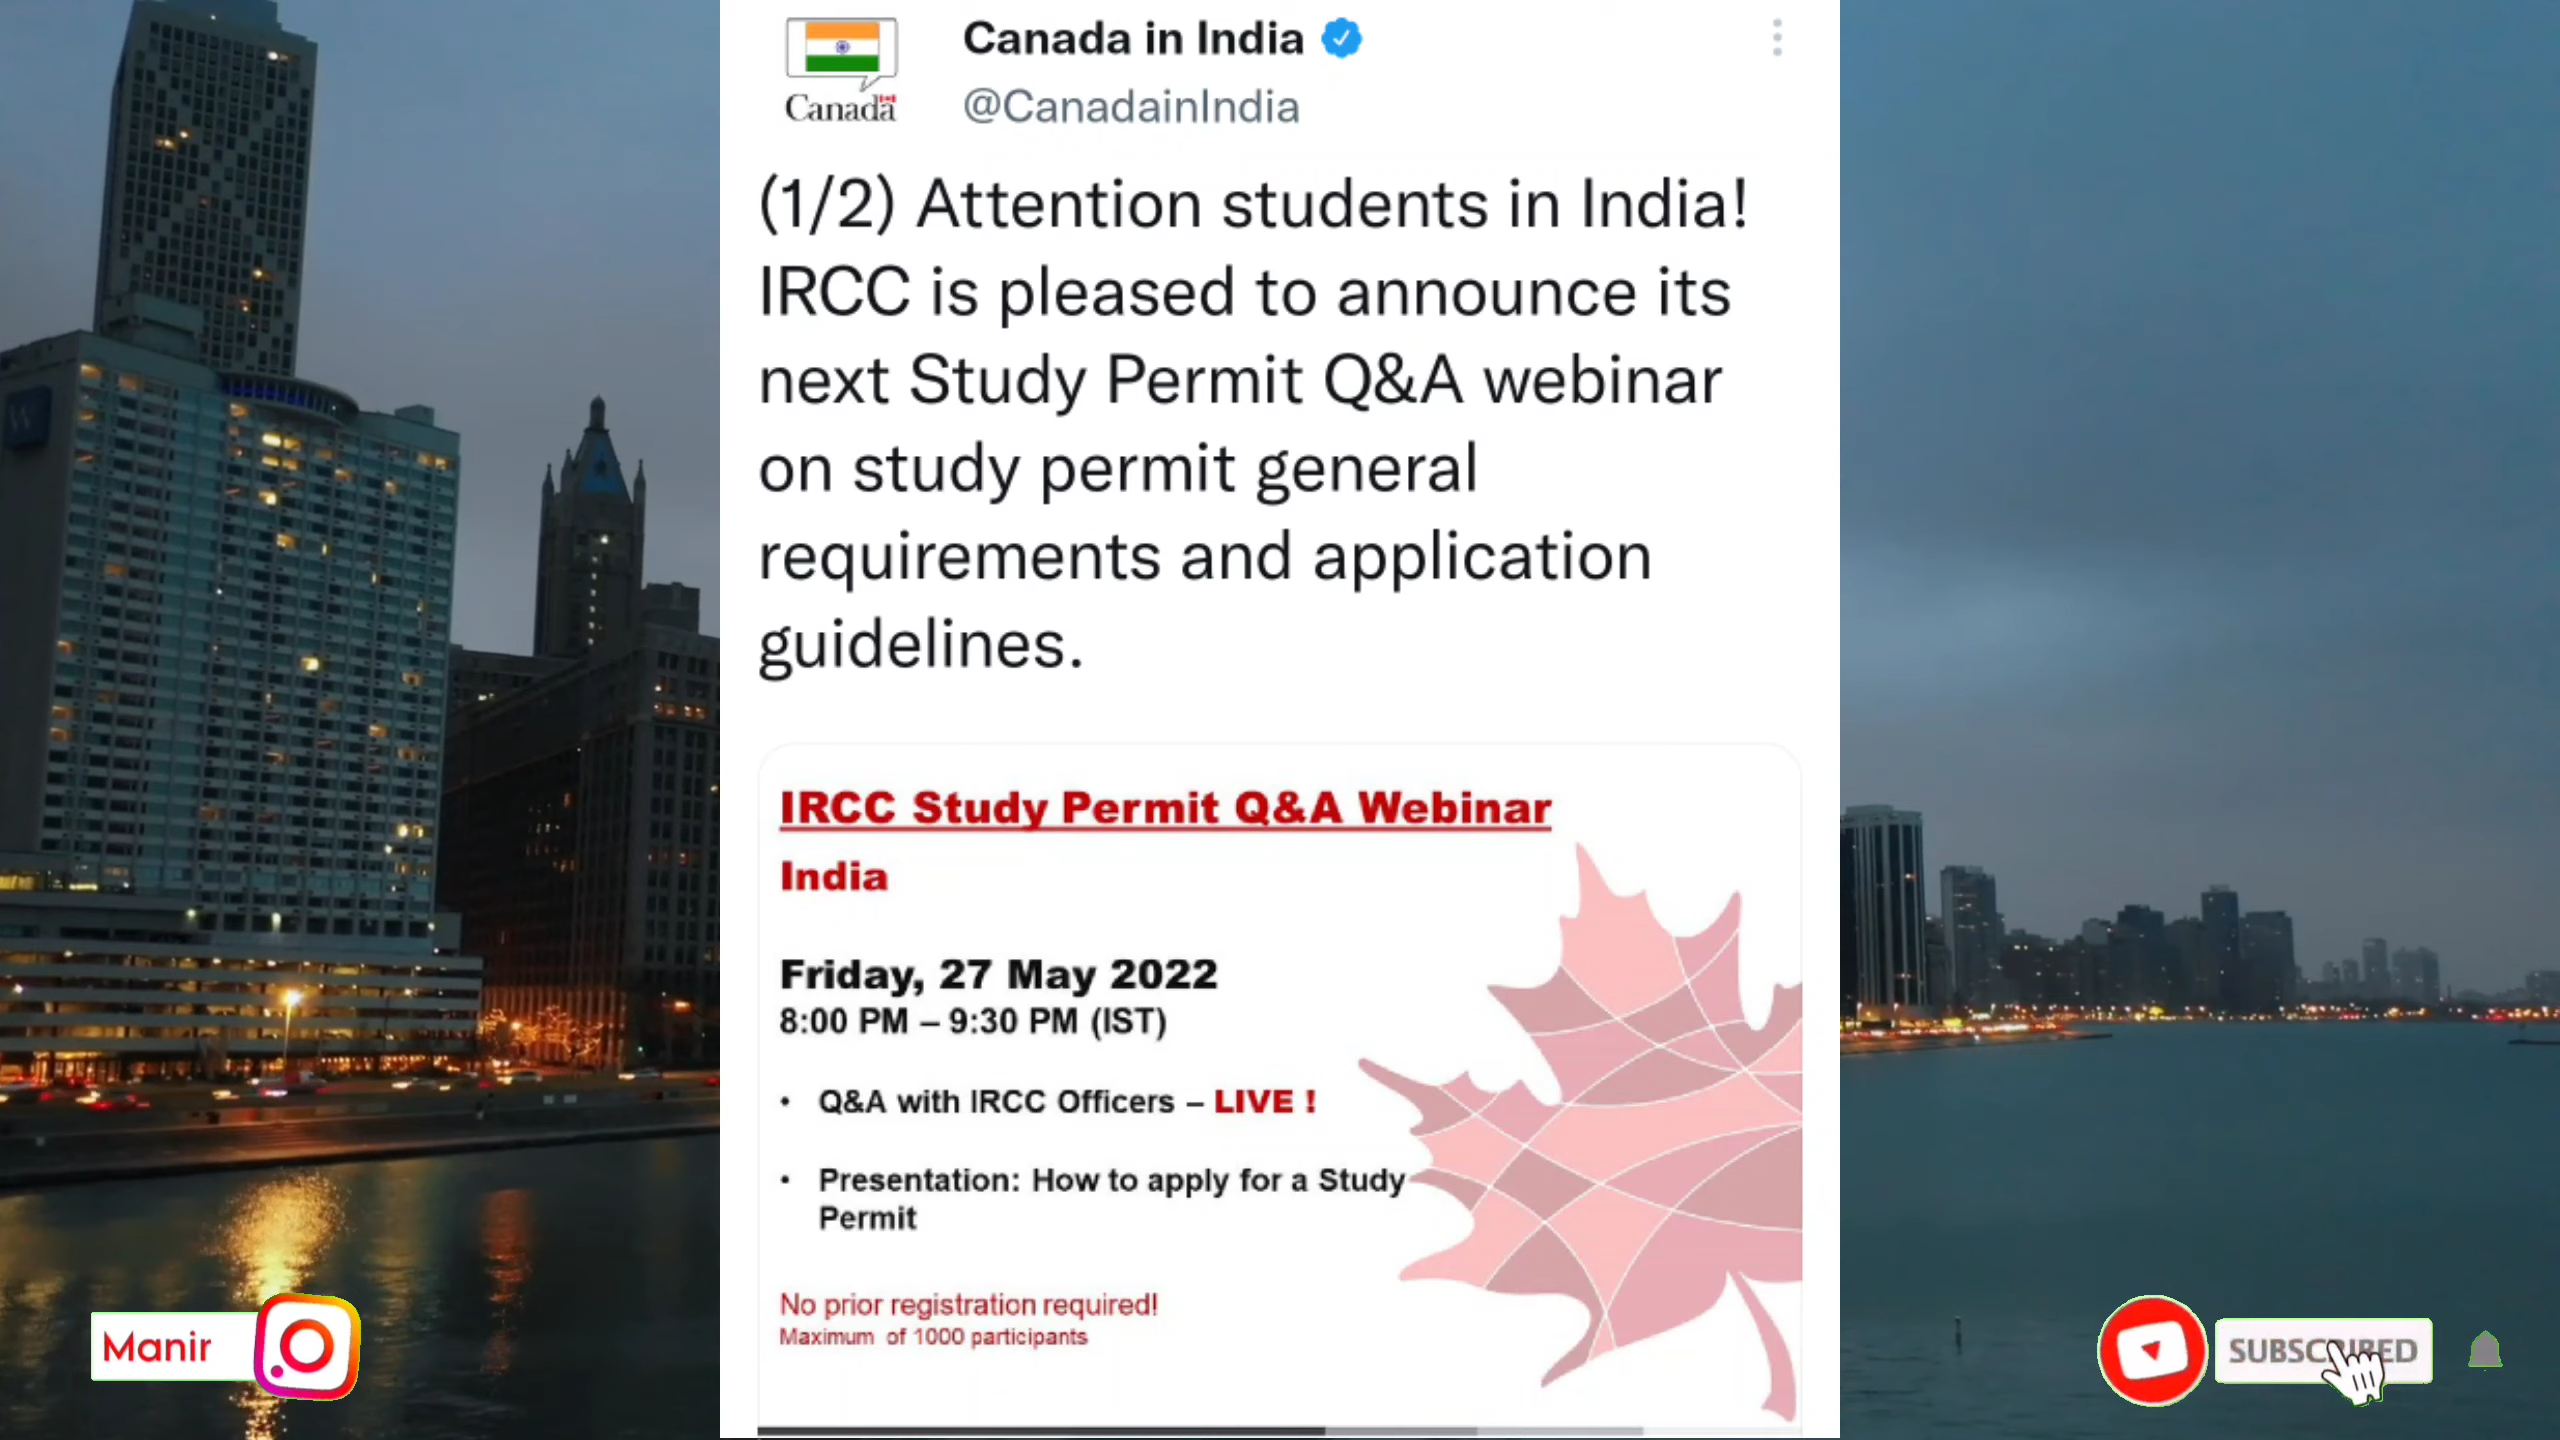 Canada in India
@CanadainIndia
Canada
(1/2) Attention students in India!
IRCC is pleased to announce its
next Study Permit Q&A webinar
on study permit general
requirements and application
guidelines.
IRCC Study Permit Q&A Webinar
India
Friday, 27 May 2022
8:00 PM – 9:30 PM (IST)
• Q&A with IRCC Officers – LIVE !
• Presentation: How to apply for a Study
Permit
No prior registration required!
Maximum of 1000 participants
Manir
SUBSCRIBED
W